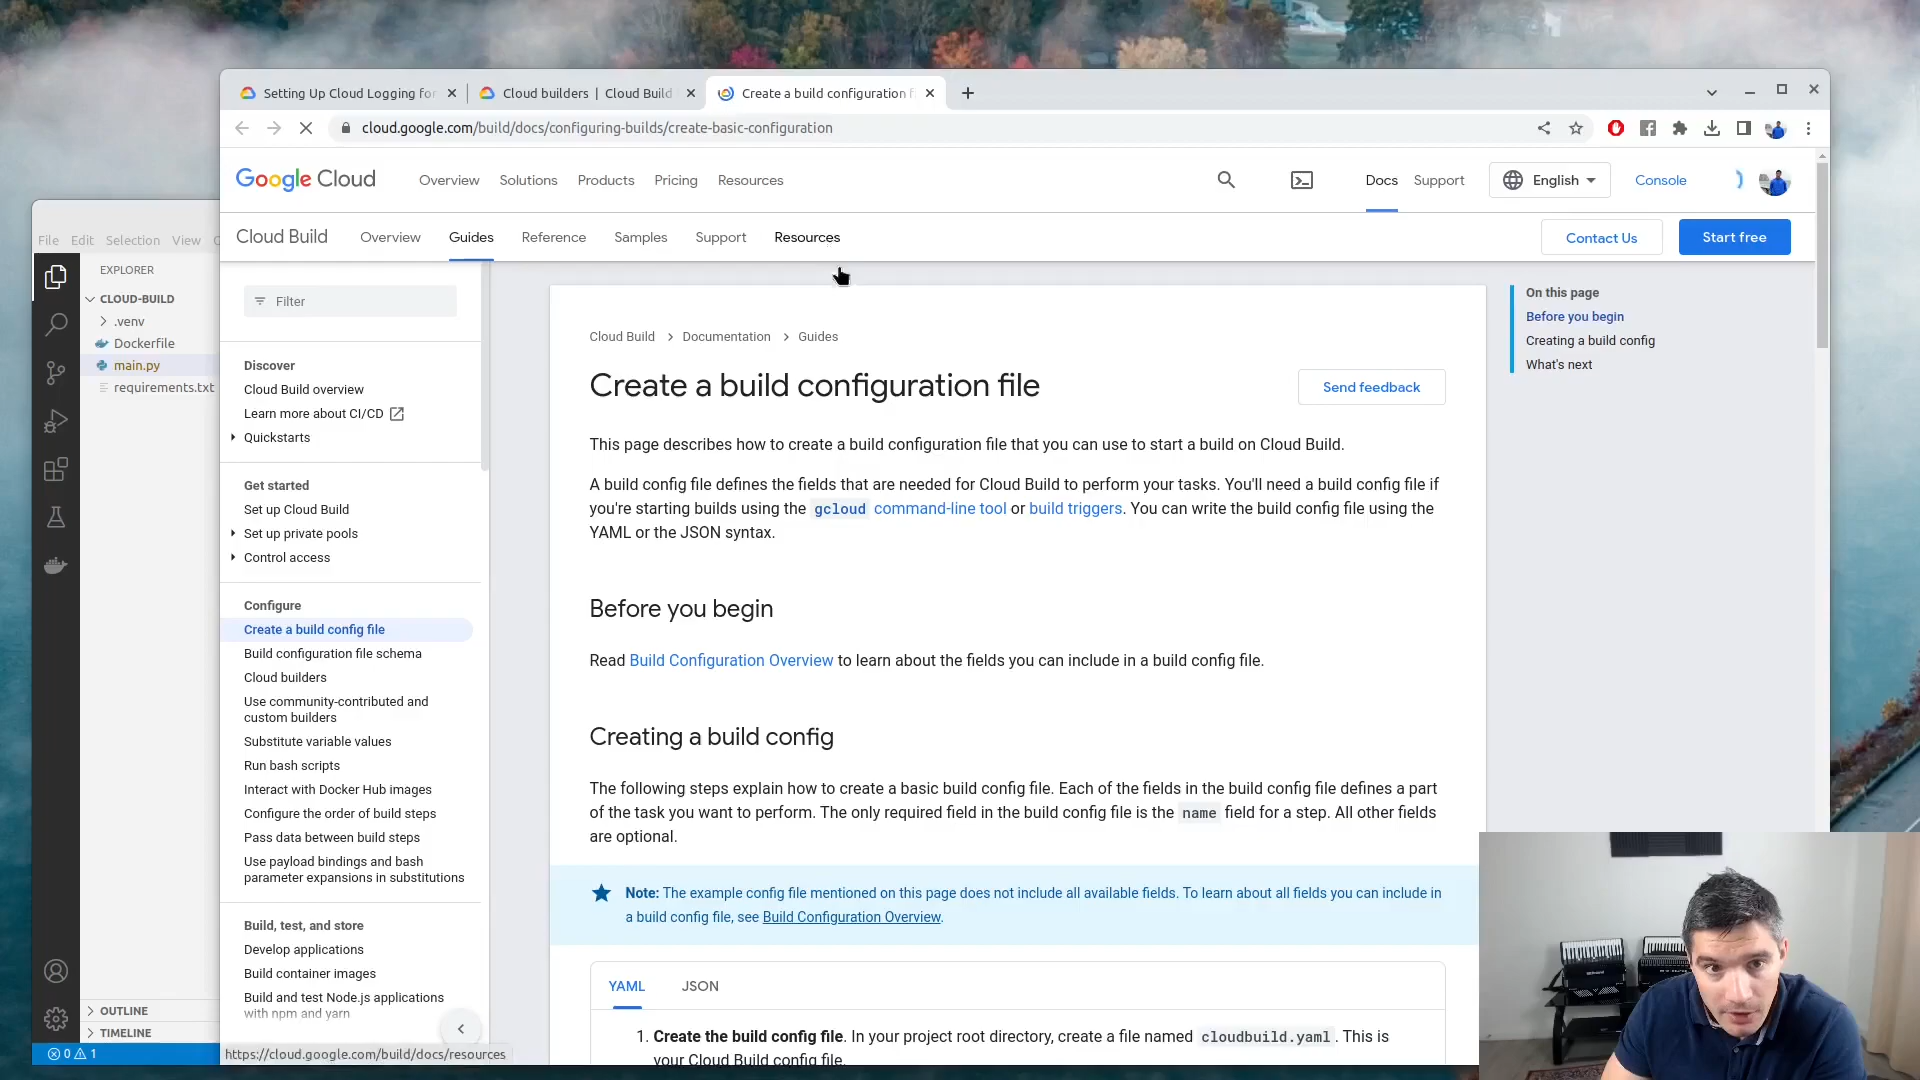 Setting Up Cloud Logging for
Cloud builders | Cloud Build
Create a build configuration f
cloud.google.com/build/docs/configuring-builds/create-basic-configuration
Google Cloud
Overview Solutions Products Pricing Resources
Docs Support English Console
Cloud Build Overview Guides Reference Samples Support Resources
Contact Us Start free
File Edit Selection View
EXPLORER
CLOUD-BUILD
.venv
Dockerfile
main.py
requirements.txt
OUTLINE
TIMELINE
0 1
Filter
Discover
Cloud Build overview
Learn more about CI/CD
Quickstarts
Get started
Set up Cloud Build
Set up private pools
Control access
Configure
Create a build config file
Build configuration file schema
Cloud builders
Use community-contributed and
custom builders
Substitute variable values
Run bash scripts
Interact with Docker Hub images
Configure the order of build steps
Pass data between build steps
Use payload bindings and bash
parameter expansions in substitutions
Build, test, and store
Develop applications
Build container images
Build and test Node.js applications
with npm and yarn
https://cloud.google.com/build/docs/resources
Cloud Build > Documentation > Guides
Create a build configuration file
Send feedback
This page describes how to create a build configuration file that you can use to start a build on Cloud Build.
A build config file defines the fields that are needed for Cloud Build to perform your tasks. You'll need a build config file if
you're starting builds using the gcloud command-line tool or build triggers. You can write the build config file using the
YAML or the JSON syntax.
Before you begin
Read Build Configuration Overview to learn about the fields you can include in a build config file.
Creating a build config
The following steps explain how to create a basic build config file. Each of the fields in the build config file defines a part
of the task you want to perform. The only required field in the build config file is the name field for a step. All other fields
are optional.
Note: The example config file mentioned on this page does not include all available fields. To learn about all fields you can include in
a build config file, see Build Configuration Overview.
YAML JSON
1. Create the build config file. In your project root directory, create a file named cloudbuild.yaml. This is
your Cloud Build config file.
On this page
Before you begin
Creating a build config
What's next